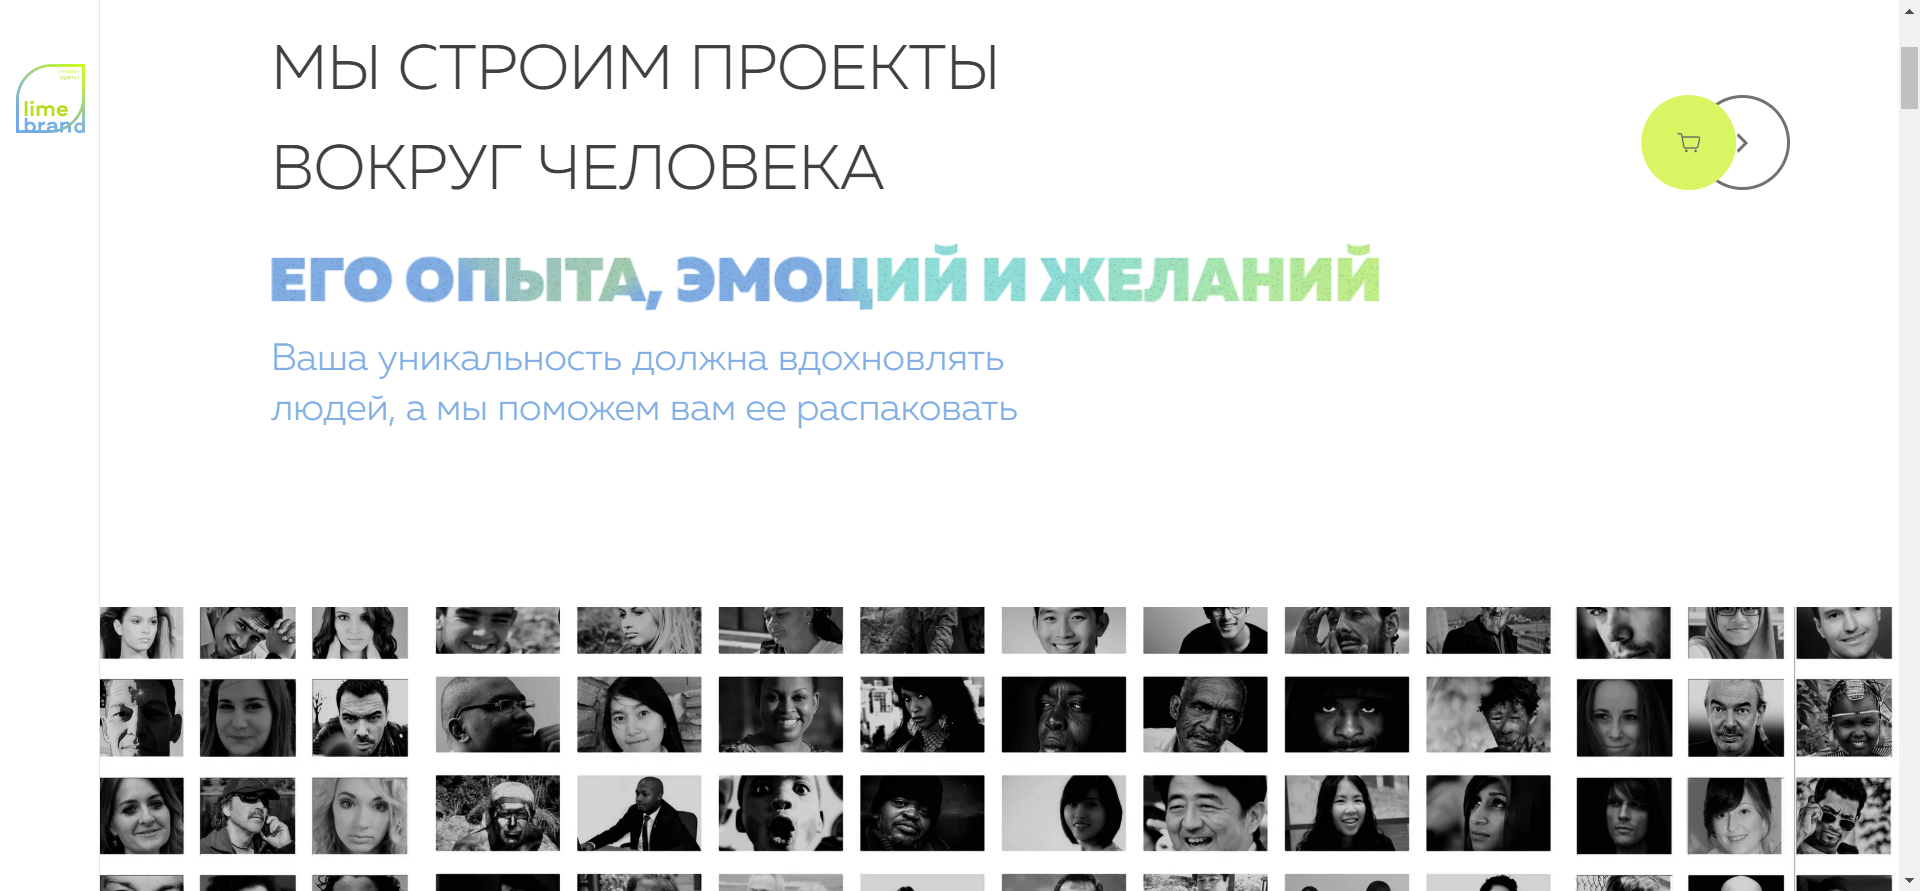 lime
brand
МЫ СТРОИМ ПРОЕКТЫ
ВОКРУГ ЧЕЛОВЕКА
ЕГО ОПЫТА, ЭМОЦИЙ И ЖЕЛАНИЙ
Ваша уникальность должна вдохновлять
людей, а мы поможем вам ее распаковать